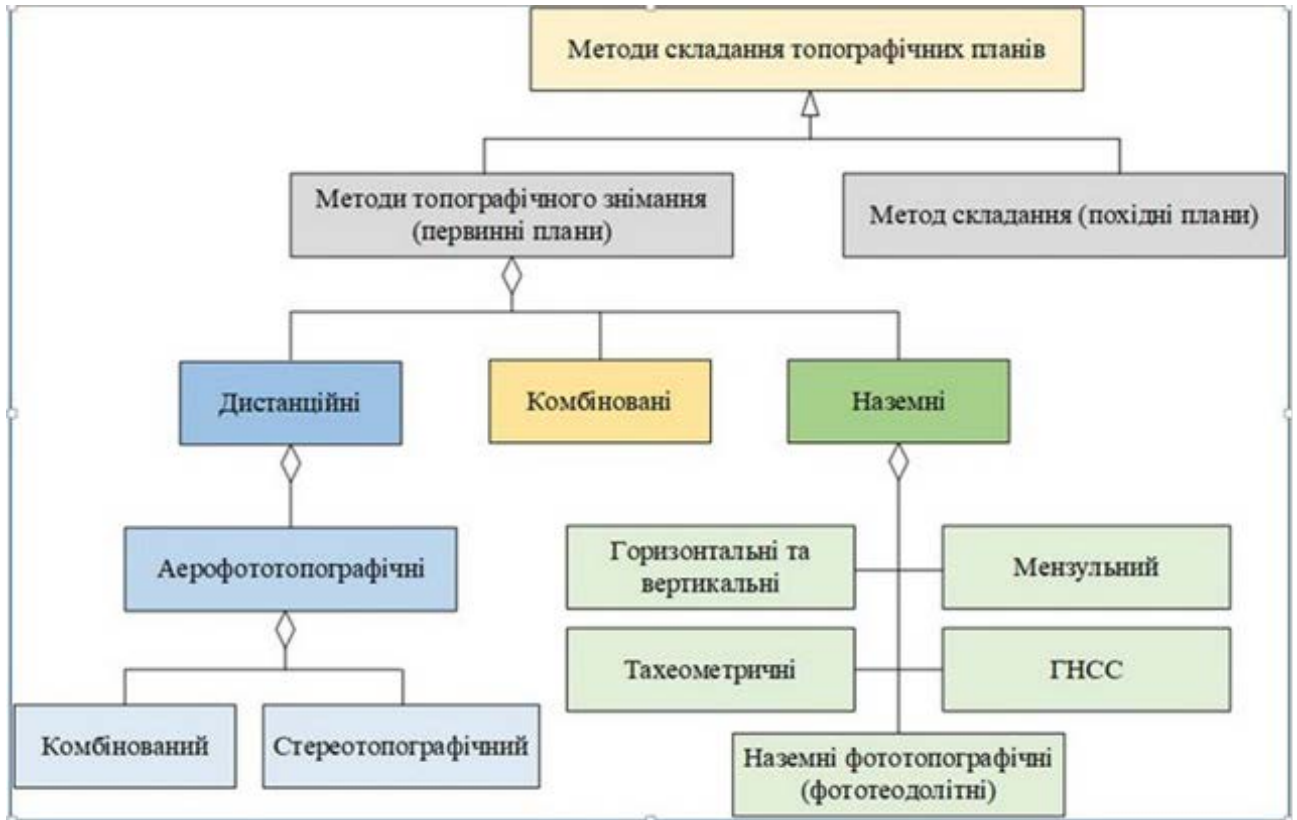 Методи складання топографічних планів
Методи топографічного знімання
(первинні плани)
Метод складання (похідні плани)
Дистанційні
Комбіновані
Наземні
Аерофототопографічні
Горизонтальні та
вертикальні
Мензульний
Тахеометричні
ГНСС
Комбінований
Стереотопографічний
Наземні фототопографічні
(фототеодолітні)